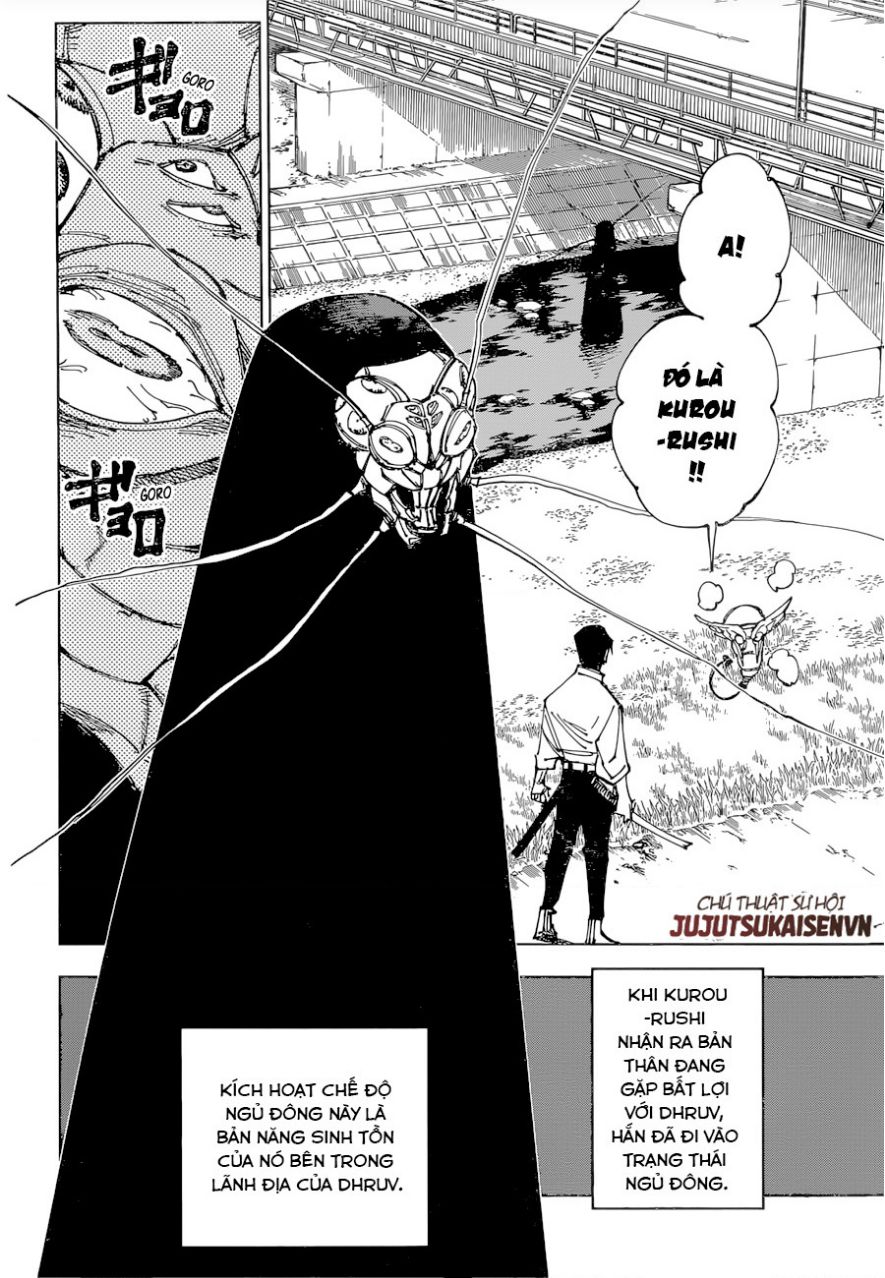 A!
ĐÓ LÀ
KUROU
-RUSHI
!!
ギョロ
GORO
ギョロ
GORO
CHÚ THUẬT SƯ HỘI
JUJUTSUKAISENVN
KHI KUROU
-RUSHI
NHẬN RA BẢN
THÂN ĐANG
GẶP BẤT LỢI
VỚI DHRUV,
HẮN ĐÃ ĐI VÀO
TRẠNG THÁI
NGỦ ĐÔNG.
KÍCH HOẠT CHẾ ĐỘ
NGỦ ĐÔNG NÀY LÀ
BẢN NĂNG SINH TỒN
CỦA NÓ BÊN TRONG
LÃNH ĐỊA CỦA DHRUV.